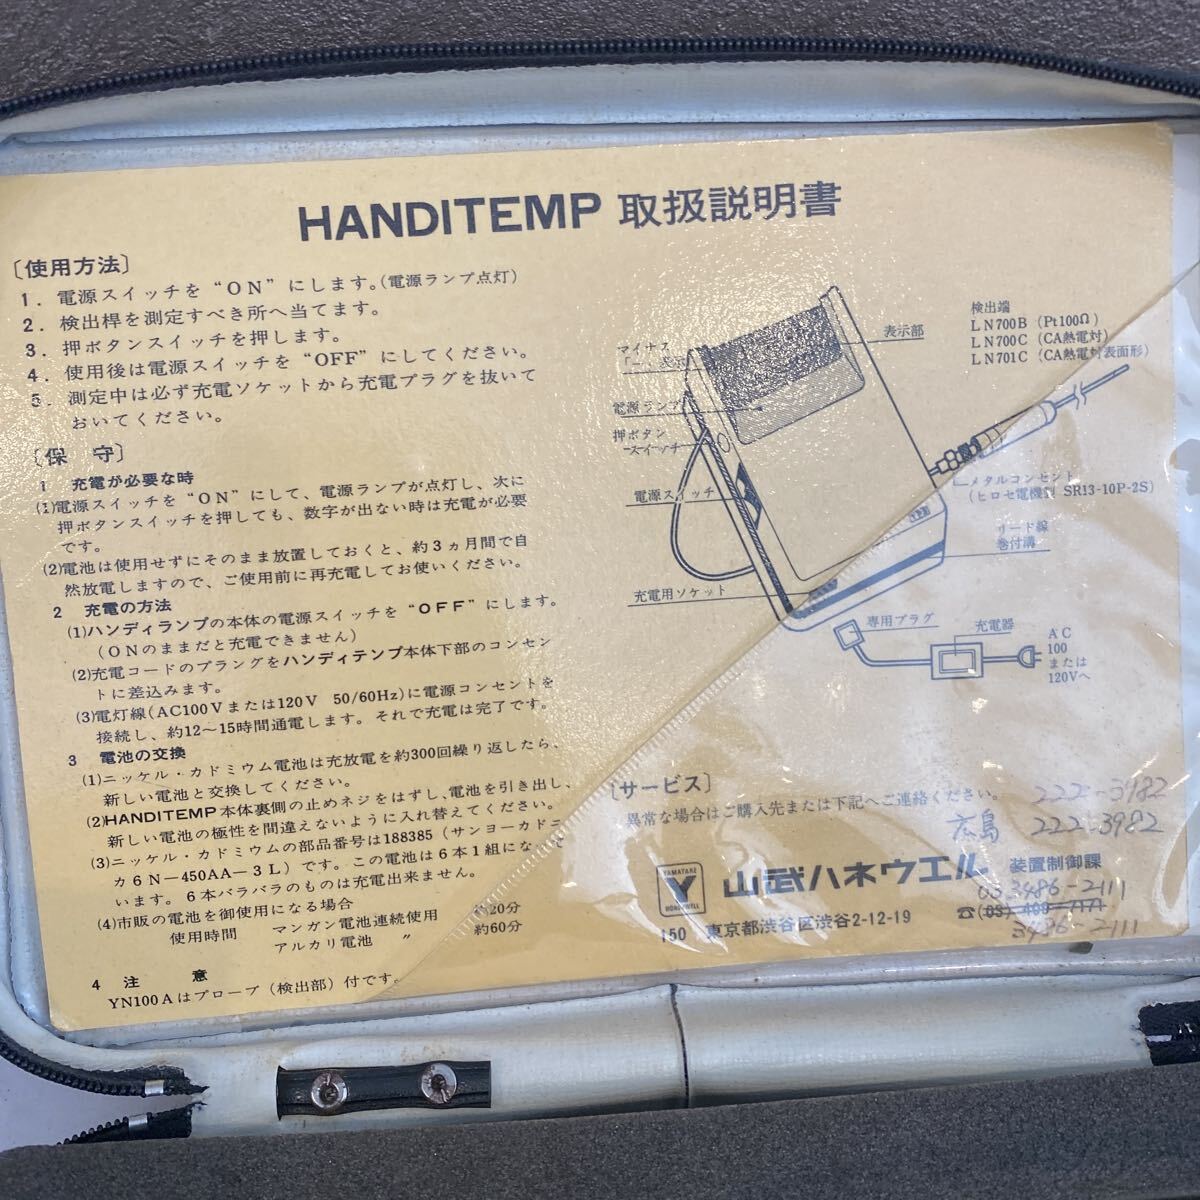 HANDITEMP 取扱説明書
〔使用方法〕
1. 電源スイッチを “ON” にします。(電源ランプ点灯)
2. 検出桿を測定すべき所へ当てます。
3. 押ボタンスイッチを押します。
4. 使用後は電源スイッチを “OFF” にしてください。
5. 測定中は必ず充電ソケットから充電プラグを抜いて
おいてください。
〔保 守〕
1 充電が必要な時
(1)電源スイッチを “ON” にして、電源ランプが点灯し、次に
押ボタンスイッチを押しても、数字が出ない時は充電が必要
です。
(2)電池は使用せずにそのまま放置しておくと、約3ヵ月間で自
然放電しますので、ご使用前に再充電してお使いください。
2 充電の方法
(1)ハンディランプの本体の電源スイッチを “OFF” にします。
(ONのままだと充電できません)
(2)充電コードのプラングをハンディテンプ本体下部のコンセン
トに差込みます。
(3)電灯線(AC100Vまたは120V 50/60Hz)に電源コンセントを
接続し、約12～15時間通電します。それで充電は完了です。
3 電池の交換
(1)ニッケル・カドミウム電池は充放電を約300回繰り返したら、
新しい電池と交換してください。
(2)HANDITEMP本体裏側の止めネジをはずし、電池を引き出し、
新しい電池の極性を間違えないように入れ替えてください。
(3)ニッケル・カドミウムの部品番号は188385(サンヨーカドニ
カ6N-450AA-3L)です。この電池は6本1組にな
います。6本バラバラのものは充電出来ません。
(4)市販の電池を御使用になる場合
使用時間 マンガン電池連続使用 20分
アルカリ電池 〃 約60分
4 注 意
YN100Aはプローブ(検出部)付です。
マイナス
表示
電源ランプ
押ボタン
スイッチ
電源スイッチ
充電用ソケット
表示部
検出端
LN700B (Pt100Ω)
LN700C (CA熱電対)
LN701C (CA熱電対表面形)
メタルコンセント
(ヒロセ電機製 SR13-10P-2S)
リード線
巻付溝
専用プラグ
充電器
AC
100
または
120Vへ
〔サービス〕
異常な場合はご購入先または下記へご連絡ください。
222-3982
広島 222-3982
YAMATAKE
Y
HONEYWELL
山武ハネウエル 装置制御課
03 3486-2111
☎(03) 409-7171
3486-2111
150 東京都渋谷区渋谷2-12-19